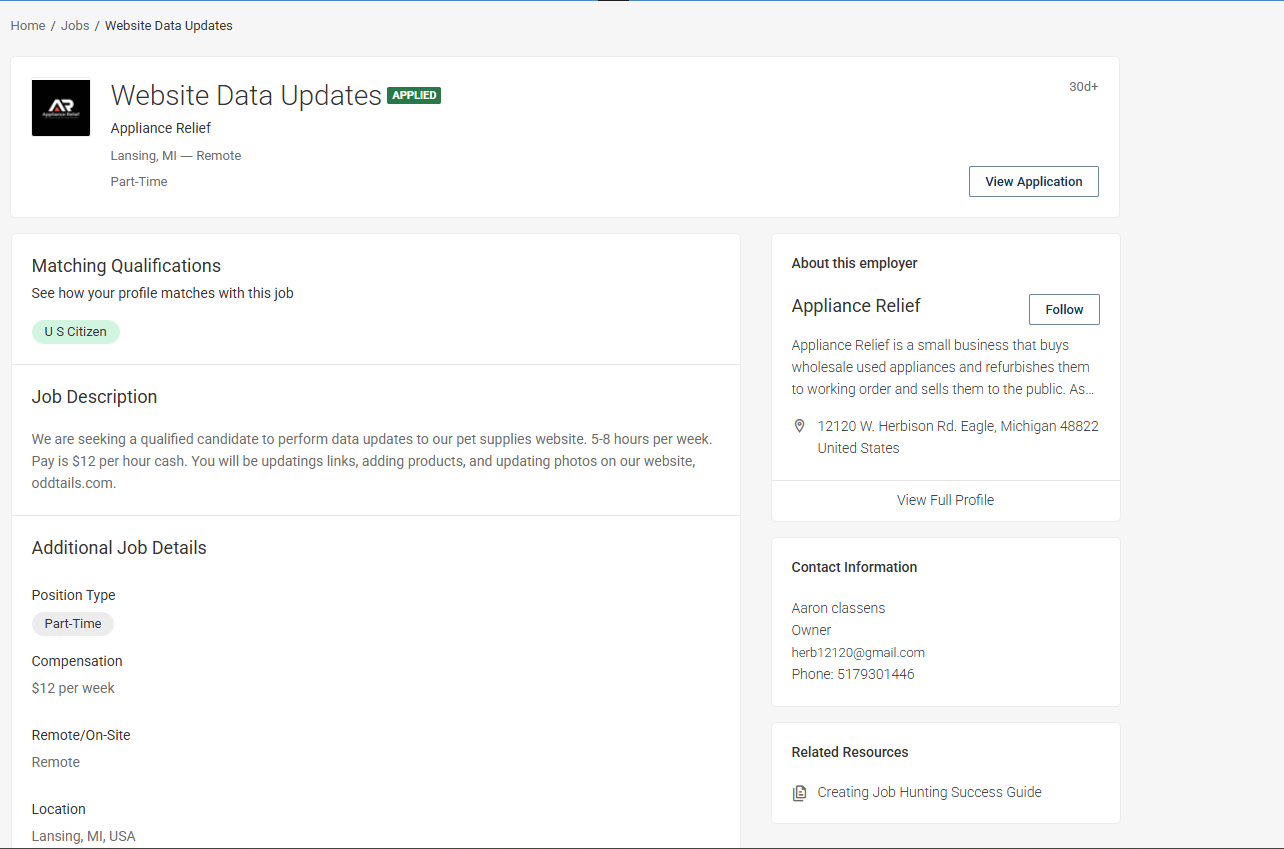 Home / Jobs / Website Data Updates
AR
Appliance Relief
Website Data Updates APPLIED
30d+
Appliance Relief
Lansing, MI — Remote
Part-Time
View Application
Matching Qualifications
See how your profile matches with this job
U S Citizen
Job Description
We are seeking a qualified candidate to perform data updates to our pet supplies website. 5-8 hours per week.
Pay is $12 per hour cash. You will be updatings links, adding products, and updating photos on our website,
oddtails.com.
Additional Job Details
Position Type
Part-Time
Compensation
$12 per week
Remote/On-Site
Remote
Location
Lansing, MI, USA
About this employer
Appliance Relief
Follow
Appliance Relief is a small business that buys
wholesale used appliances and refurbishes them
to working order and sells them to the public. As...
12120 W. Herbison Rd. Eagle, Michigan 48822
United States
View Full Profile
Contact Information
Aaron classens
Owner
herb12120@gmail.com
Phone: 5179301446
Related Resources
Creating Job Hunting Success Guide